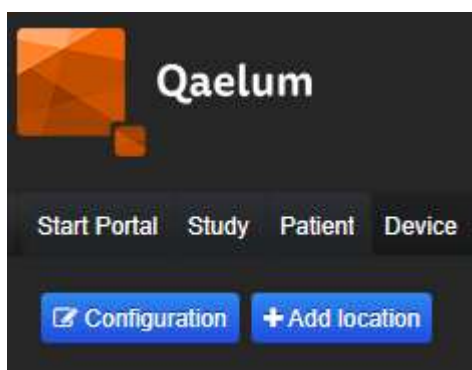 Qaelum
Start Portal Study Patient Device
Configuration + Add location